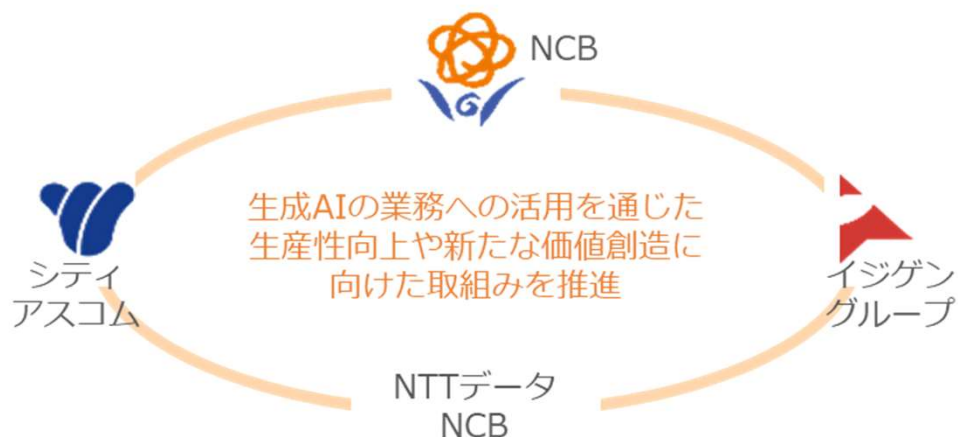 NCB
生成AIの業務への活用を通じた
生産性向上や新たな価値創造に
向けた取組みを推進
シティ
アスコム
イジゲン
グループ
NTTデータ
NCB